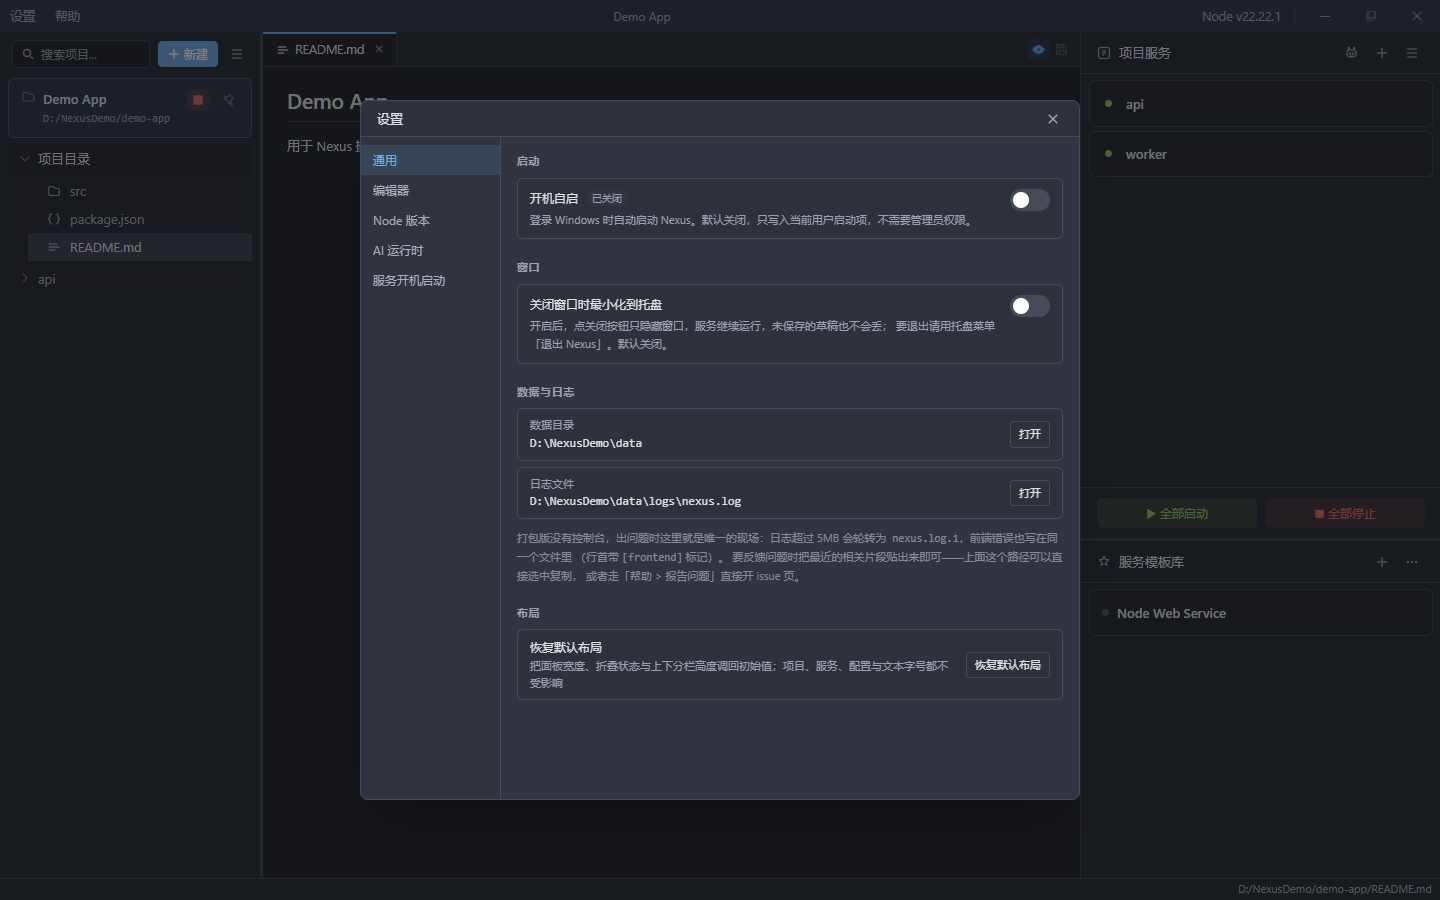 设置 帮助 Demo App Node v22.22.1
搜索项目... 新建
README.md
项目服务
Demo App
D:/NexusDemo/demo-app
项目目录
src
package.json
README.md
api
Demo App
用于 Nexus
设置
通用
编辑器
Node 版本
AI 运行时
服务开机启动
启动
开机自启 已关闭
登录 Windows 时自动启动 Nexus。默认关闭，只写入当前用户启动项，不需要管理员权限。
窗口
关闭窗口时最小化到托盘
开启后，点关闭按钮只隐藏窗口，服务继续运行，未保存的草稿也不会丢； 要退出请用托盘菜单
「退出 Nexus」。默认关闭。
数据与日志
数据目录
D:\NexusDemo\data
打开
日志文件
D:\NexusDemo\data\logs\nexus.log
打开
打包版没有控制台，出问题时这里就是唯一的现场：日志超过 5MB 会轮转为 nexus.log.1，前端错误也写在同
一个文件里 （行首带 [frontend] 标记）。 要反馈问题时把最近的相关片段贴出来即可——上面这个路径可以直
接选中复制， 或者走「帮助 > 报告问题」直接开 issue 页。
布局
恢复默认布局
把面板宽度、折叠状态与上下分栏高度调回初始值；项目、服务、配置与文本字号都不
受影响
恢复默认布局
api
worker
全部启动 全部停止
服务模板库
Node Web Service
D:/NexusDemo/demo-app/README.md